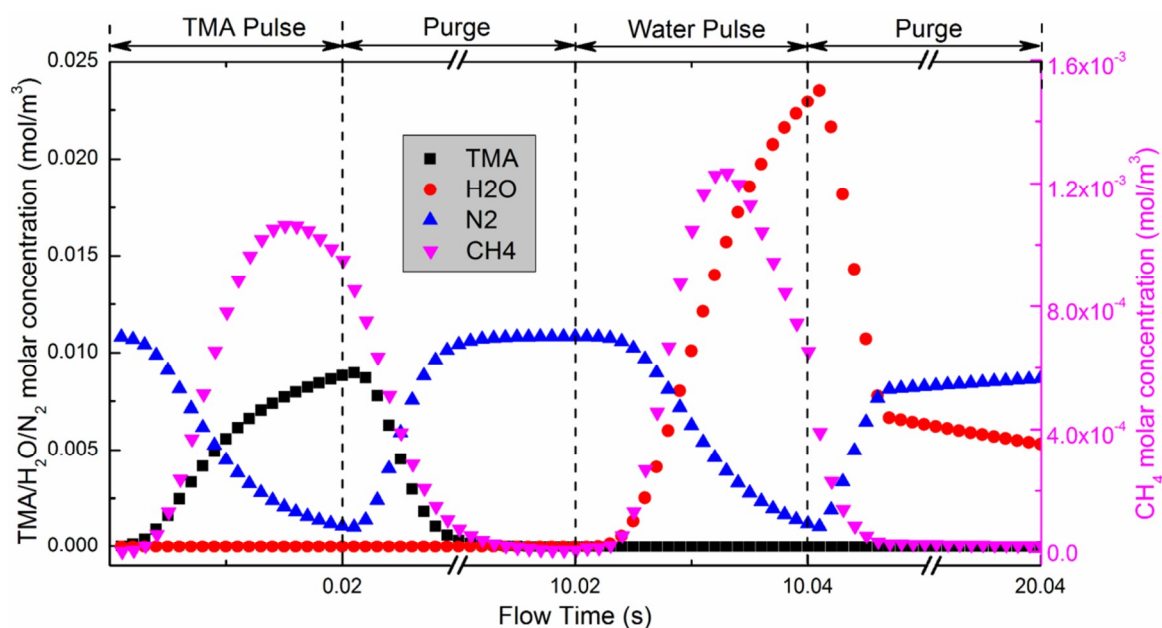 TMA Pulse Purge Water Pulse Purge
0.025
0.020
0.015
0.010
0.005
0.000
TMA/H₂O/N₂ molar concentration (mol/m³)
TMA
H2O
N2
CH4
1.6x10⁻³
1.2x10⁻³
8.0x10⁻⁴
4.0x10⁻⁴
0.0
CH₄ molar concentration (mol/m³)
0.02 10.02 10.04 20.04
Flow Time (s)